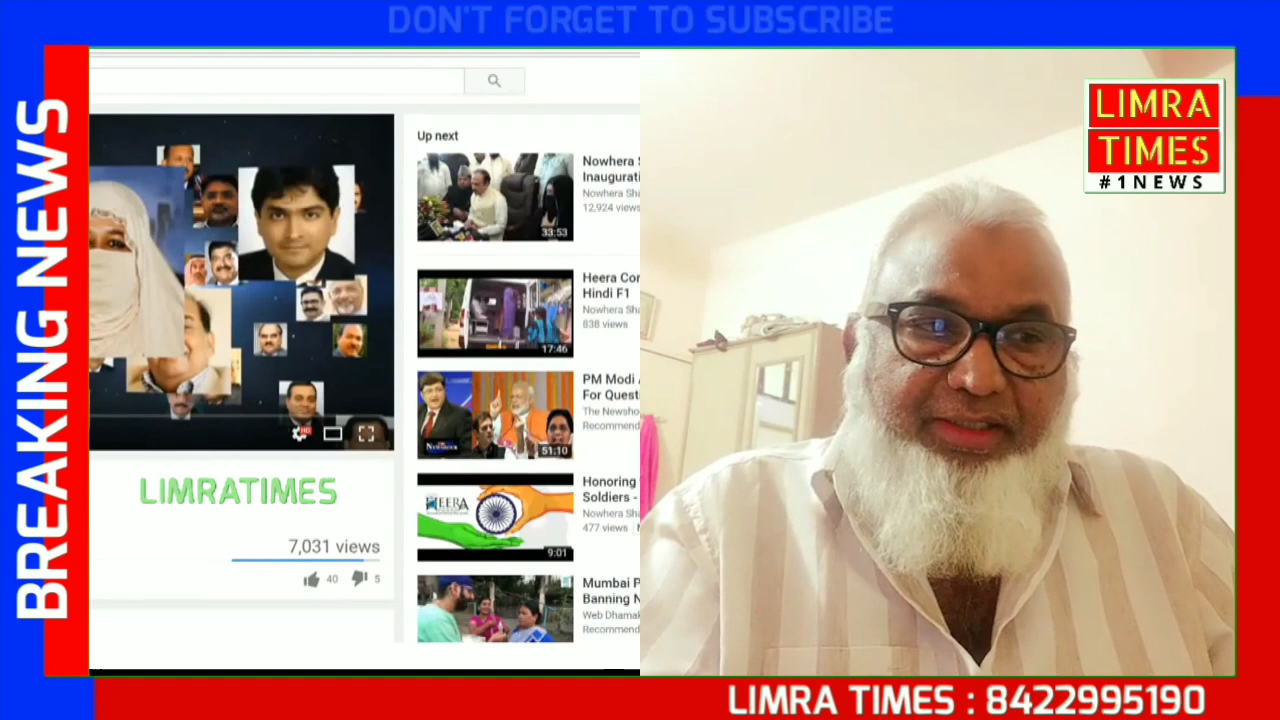 DON'T FORGET TO SUBSCRIBE
BREAKING NEWS
LIMRA
TIMES
#1NEWS
Up next
Nowhera
Inaugurati
Nowhera Sha
12,924 views
33:53
Heera Cor
Hindi F1
Nowhera Sha
838 views
17:46
PM Modi
For Quest
The Newsho
Recommend
51:10
Honoring
Soldiers -
Nowhera Sha
477 views
HEERA
9:01
Mumbai P
Banning N
Web Dhamak
Recommend
HD
LIMRATIMES
7,031 views
40 5
LIMRA TIMES : 8422995190